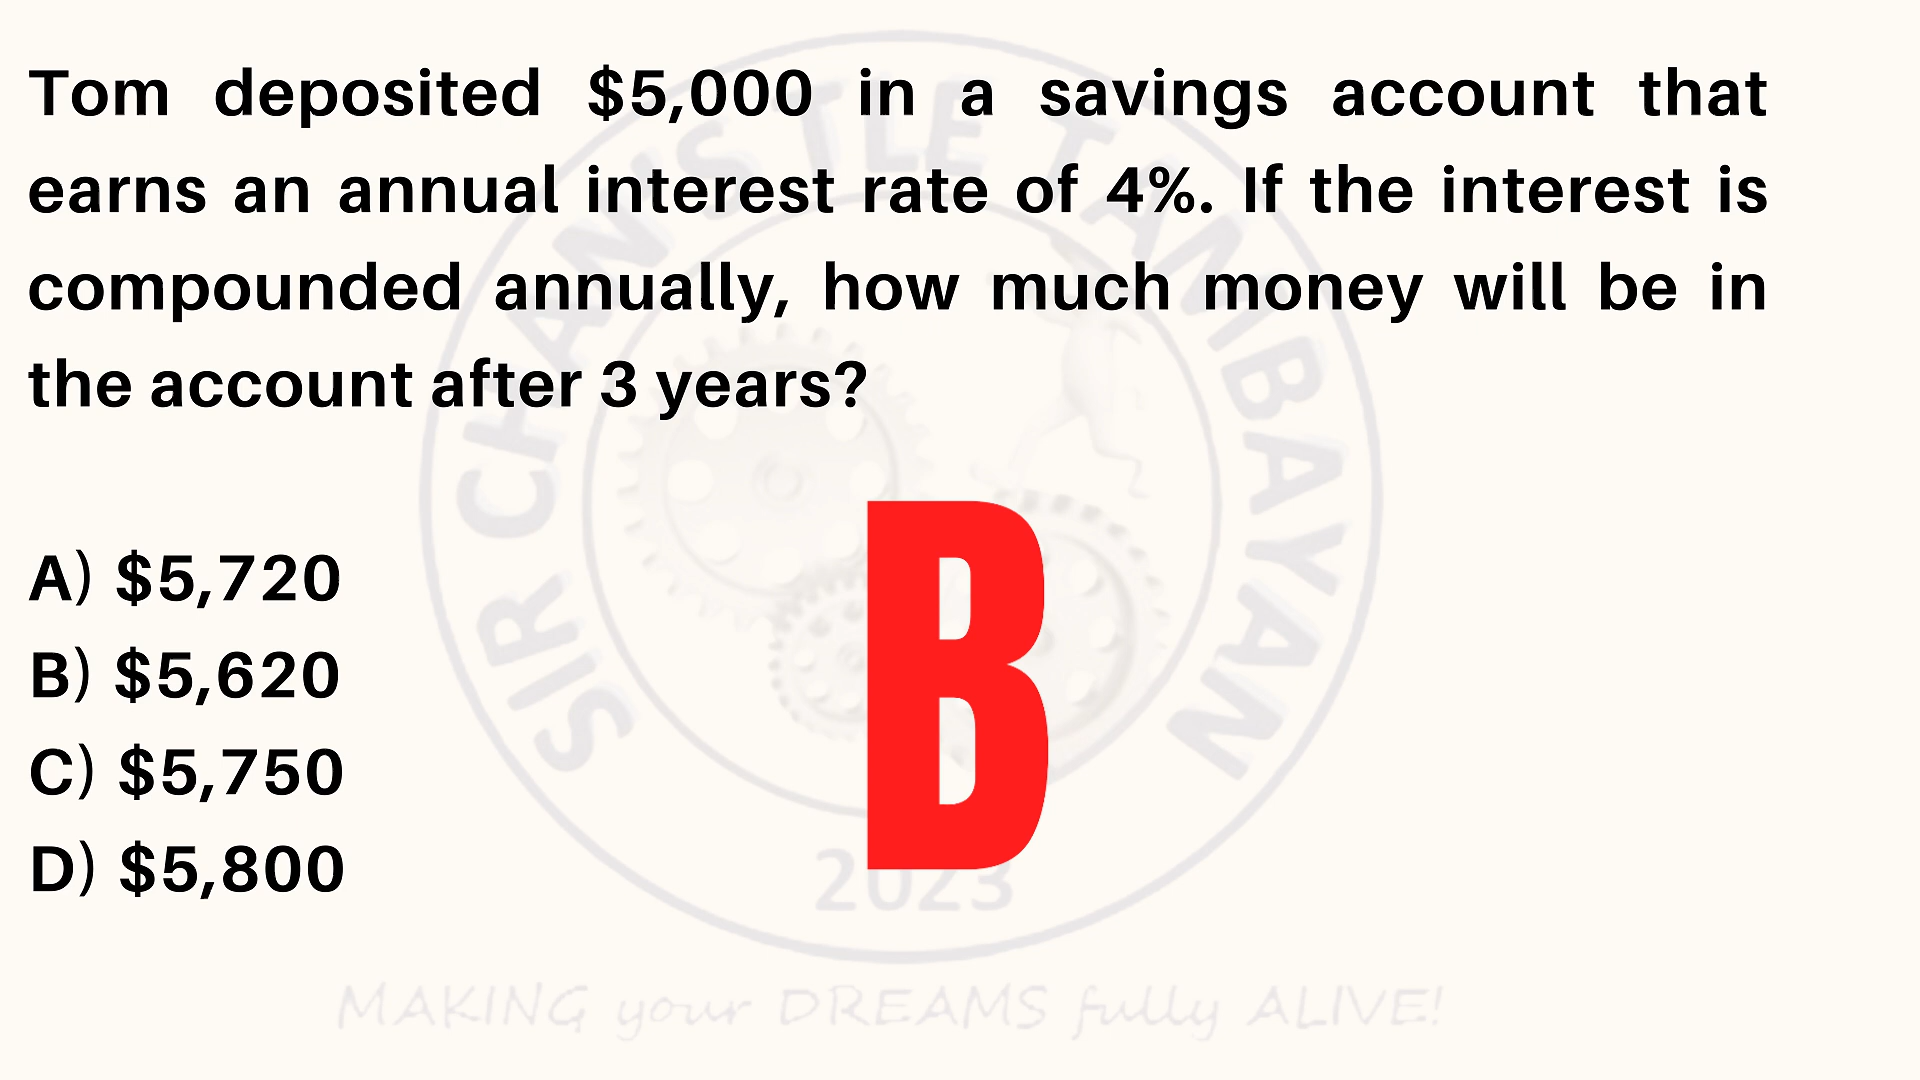 Tom deposited $5,000 in a savings account that
earns an annual interest rate of 4%. If the interest is
compounded annually, how much money will be in
the account after 3 years?
A) $5,720
B) $5,620
C) $5,750
D) $5,800
B
SIR CHAN'S TLE TAMBAYAN
2023
MAKING your DREAMS fully ALIVE!